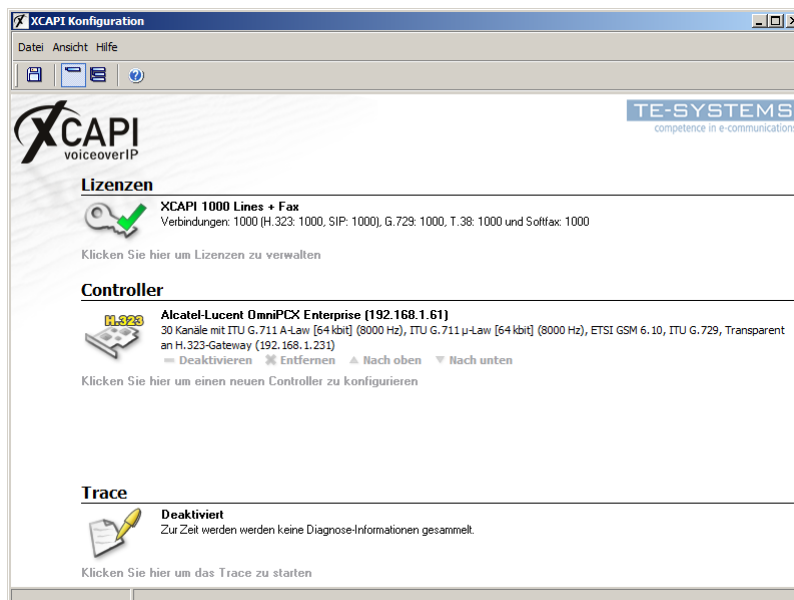 XCAPI Konfiguration
Datei Ansicht Hilfe
XCAPI
voiceoverIP
TE-SYSTEMS
competence in e-communications
Lizenzen
XCAPI 1000 Lines + Fax
Verbindungen: 1000 (H.323: 1000, SIP: 1000), G.729: 1000, T.38: 1000 und Softfax: 1000
Klicken Sie hier um Lizenzen zu verwalten
Controller
H.323
Alcatel-Lucent OmniPCX Enterprise (192.168.1.61)
30 Kanäle mit ITU G.711 A-Law [64 kbit] (8000 Hz), ITU G.711 µ-Law [64 kbit] (8000 Hz), ETSI GSM 6.10, ITU G.729, Transparent
an H.323-Gateway (192.168.1.231)
Deaktivieren Entfernen Nach oben Nach unten
Klicken Sie hier um einen neuen Controller zu konfigurieren
Trace
Deaktiviert
Zur Zeit werden werden keine Diagnose-Informationen gesammelt.
Klicken Sie hier um das Trace zu starten